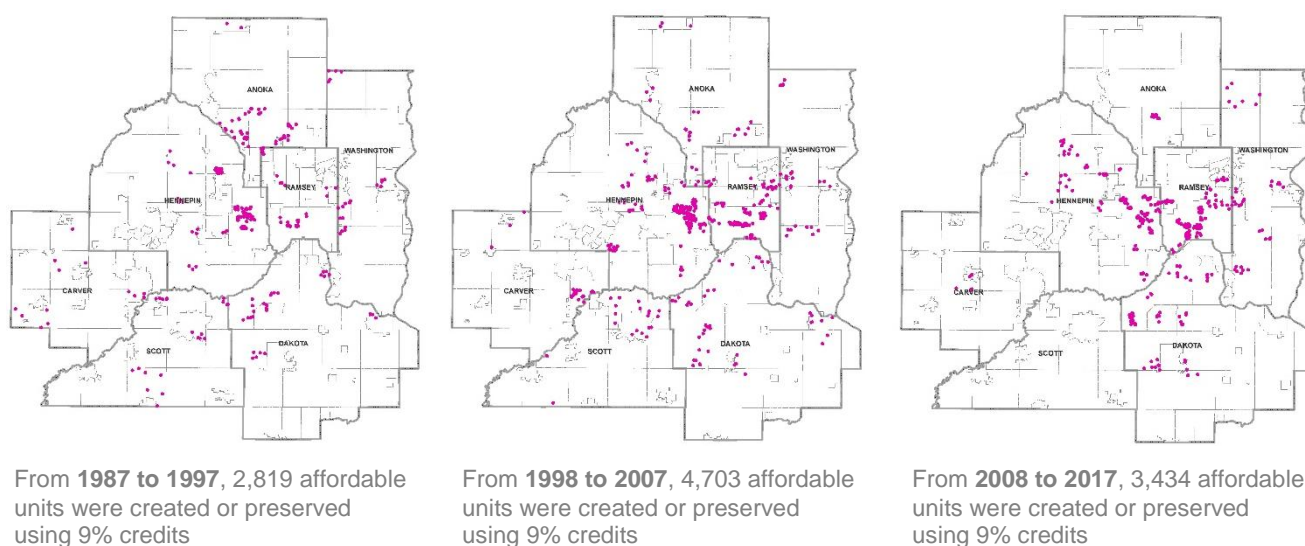 ANOKA
WASHINGTON
RAMSEY
HENNEPIN
CARVER
SCOTT
DAKOTA
From 1987 to 1997, 2,819 affordable
units were created or preserved
using 9% credits
ANOKA
WASHINGTON
RAMSEY
HENNEPIN
CARVER
SCOTT
DAKOTA
From 1998 to 2007, 4,703 affordable
units were created or preserved
using 9% credits
ANOKA
WASHINGTON
RAMSEY
HENNEPIN
CARVER
SCOTT
DAKOTA
From 2008 to 2017, 3,434 affordable
units were created or preserved
using 9% credits